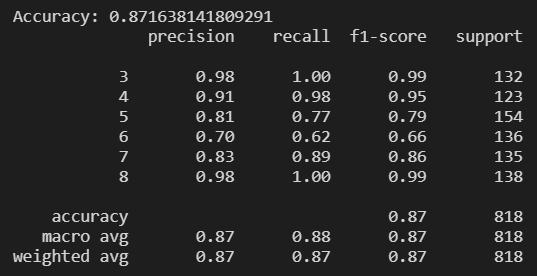 Accuracy: 0.871638141809291
precision recall f1-score support
3 0.98 1.00 0.99 132
4 0.91 0.98 0.95 123
5 0.81 0.77 0.79 154
6 0.70 0.62 0.66 136
7 0.83 0.89 0.86 135
8 0.98 1.00 0.99 138
accuracy 0.87 818
macro avg 0.87 0.88 0.87 818
weighted avg 0.87 0.87 0.87 818